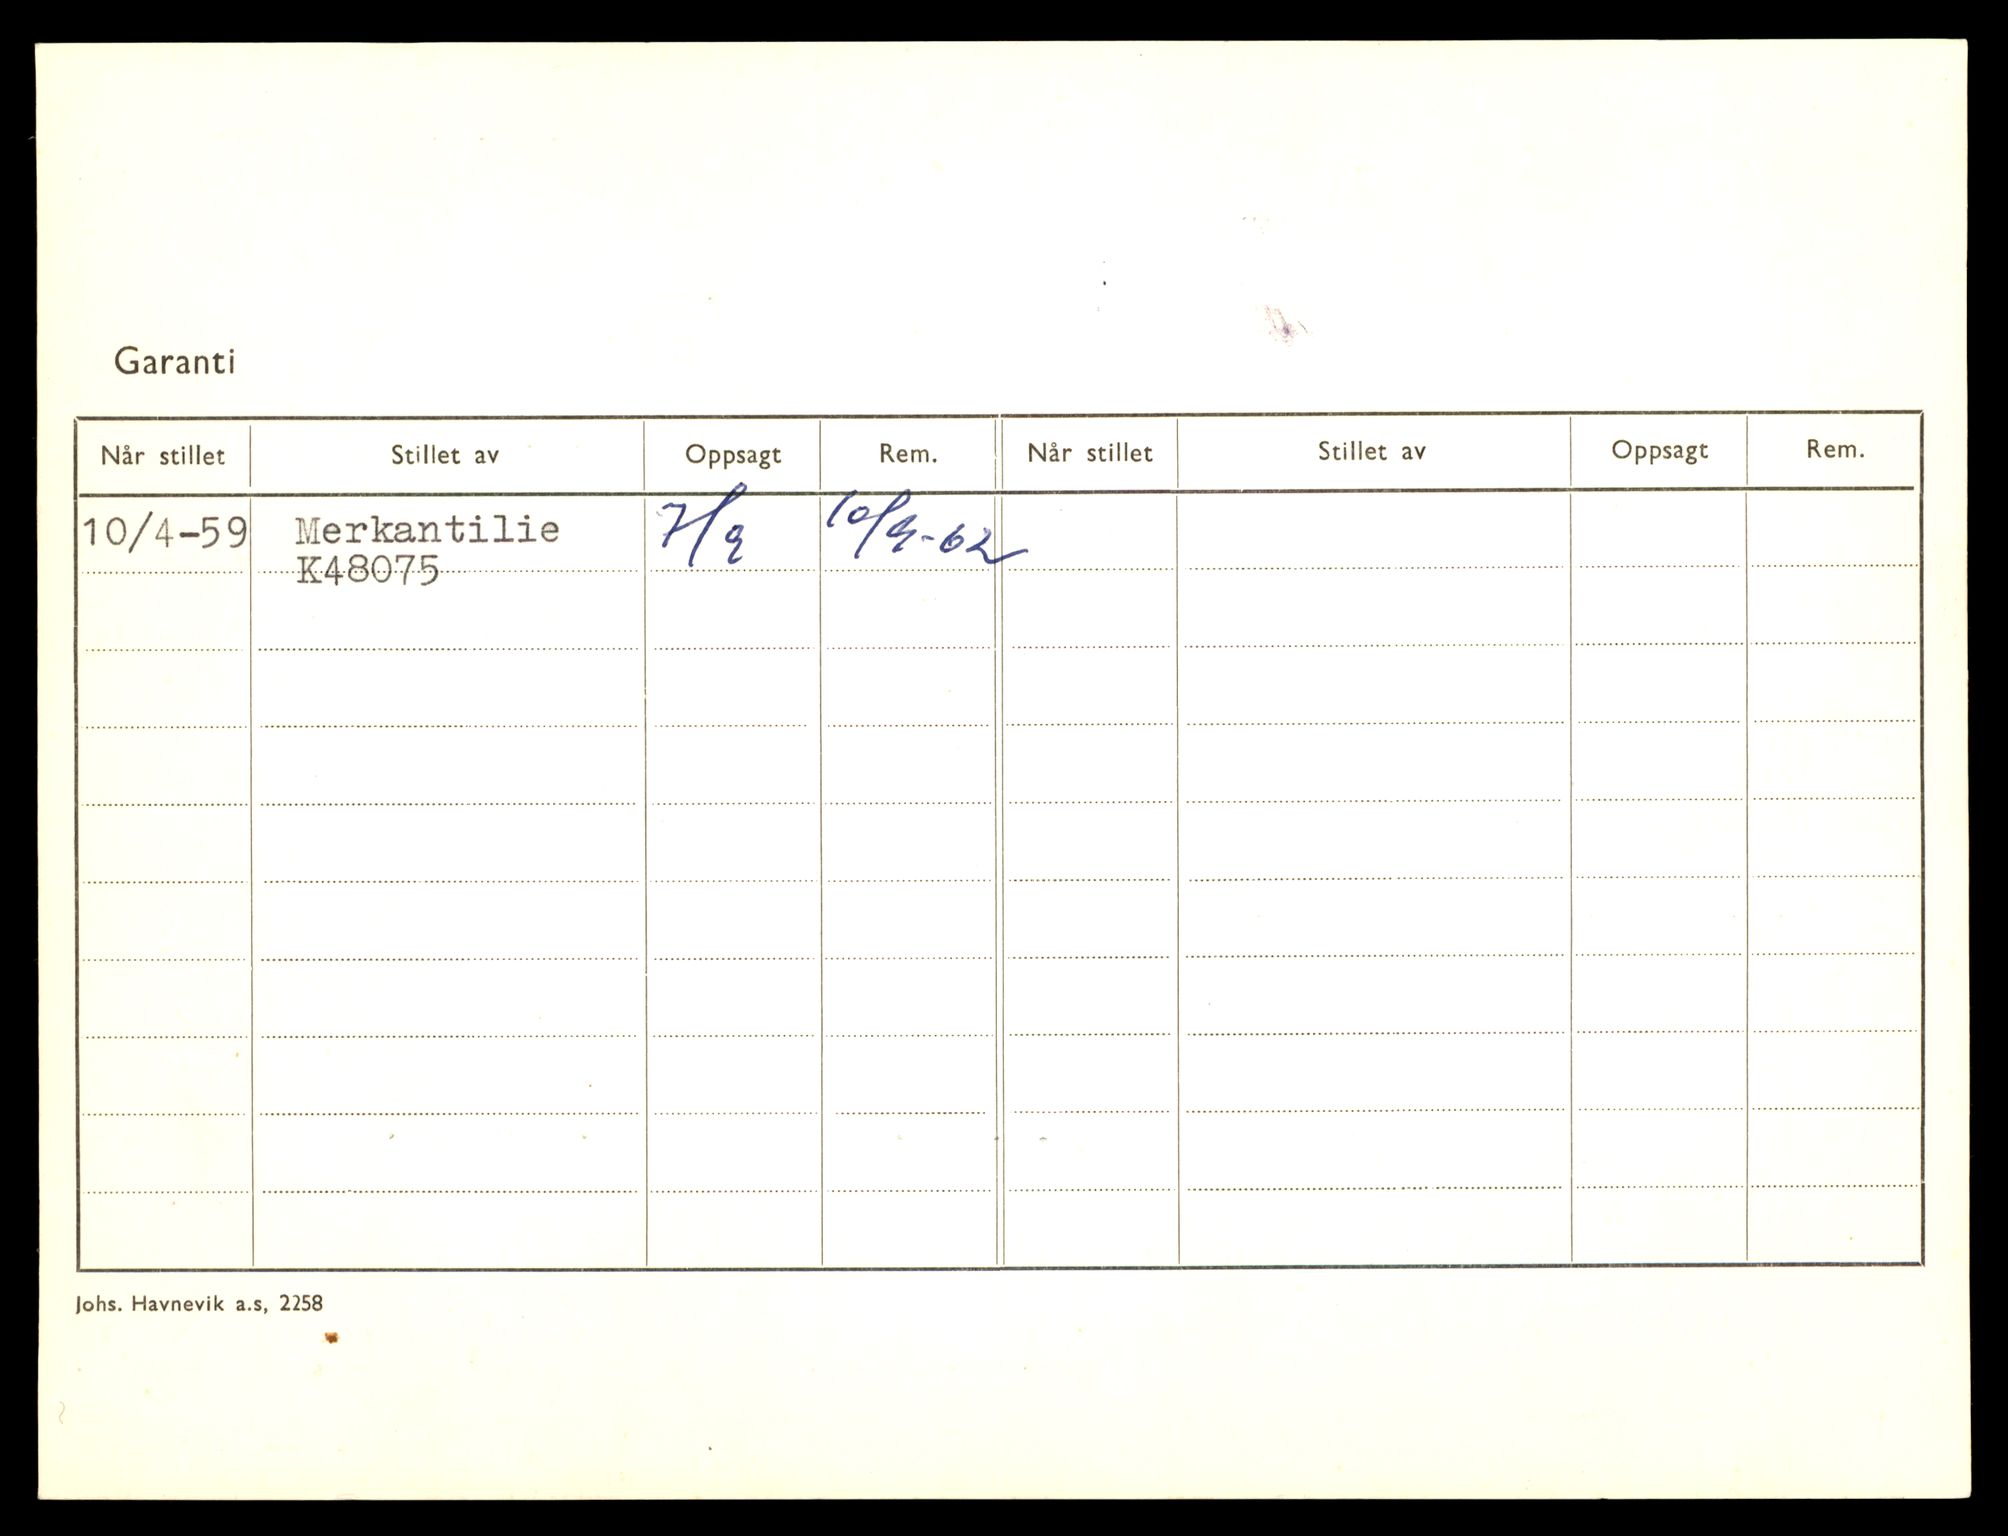 Garanti
Når stillet Stillet av Oppsagt Rem. Når stillet Stillet av Oppsagt Rem.
10/4-59 Merkantilie 7/9 10/9-62
K48075
Johs. Havnevik a.s, 2258